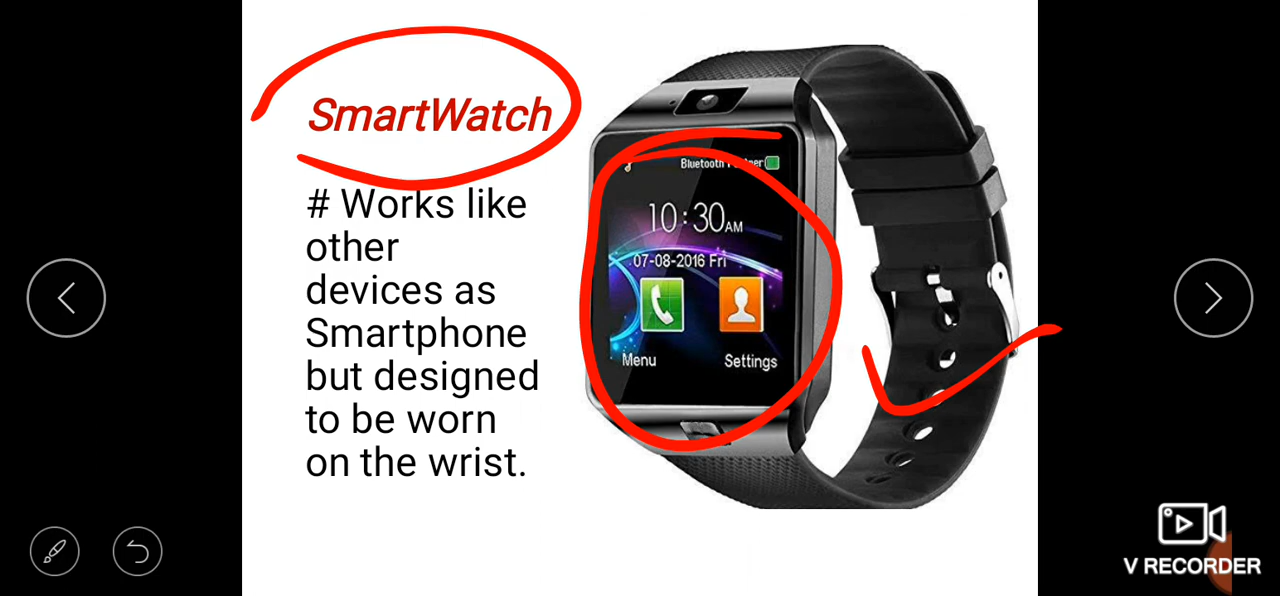 SmartWatch
# Works like
other
devices as
Smartphone
but designed
to be worn
on the wrist.
Bluetooth
10:30AM
07-08-2016 Fri
Menu Settings
V RECORDER